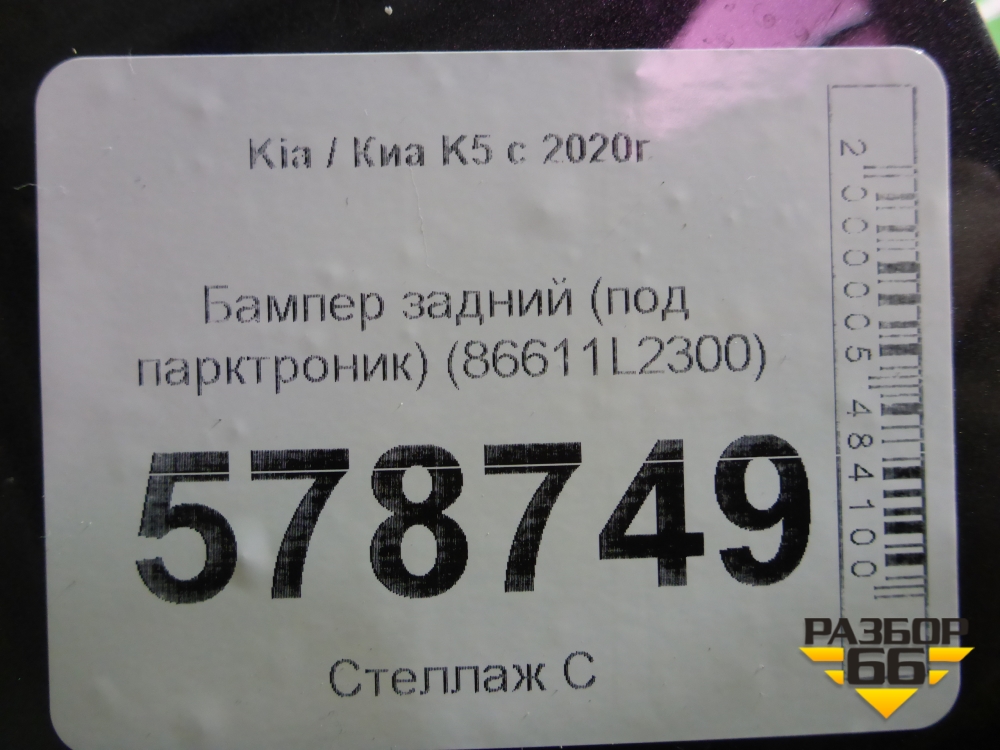 Kia / Киа K5 с 2020г
Бампер задний (под
парктроник) (86611L2300)
578749
Стеллаж С
2000005484100
РАЗБОР
66